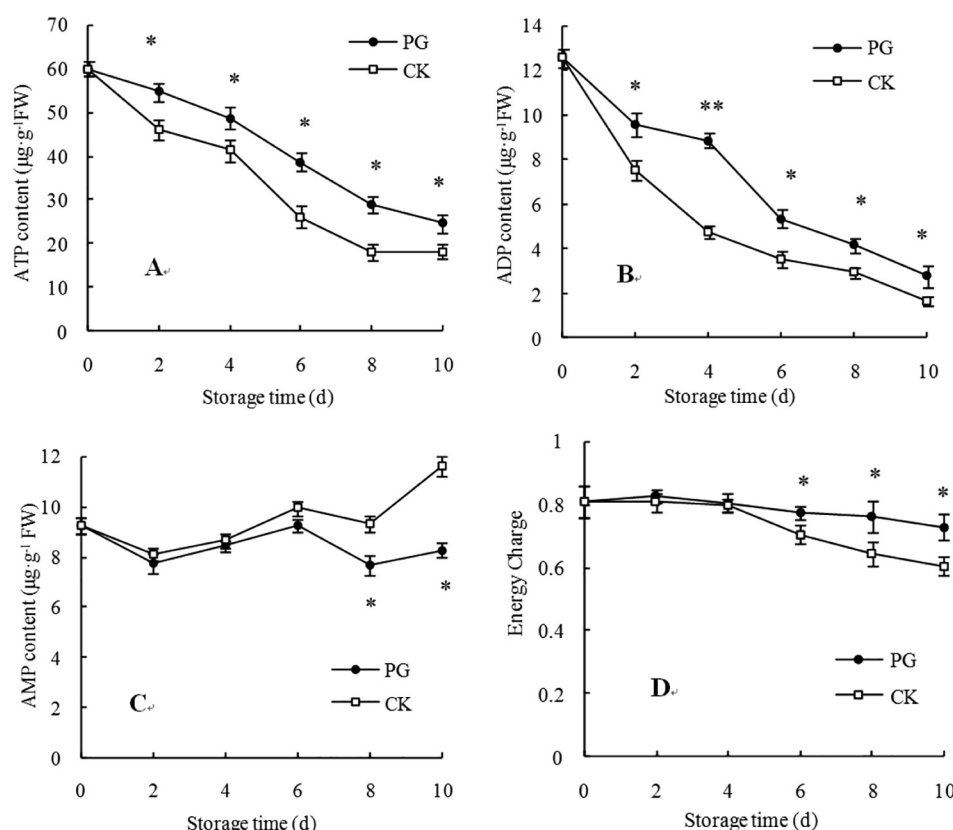 ATP content (μg·g⁻¹FW)
70
60
50
40
30
20
10
0
* * * * *
PG
CK
A
0 2 4 6 8 10
Storage time (d)
ADP content (μg·g⁻¹FW)
14
12
10
8
6
4
2
0
* ** * * *
PG
CK
B
0 2 4 6 8 10
Storage time (d)
AMP content (μg·g¹ FW)
12
10
8
6
4
2
0
* *
PG
CK
C
0 2 4 6 8 10
Storage time (d)
Energy Charge
1
0.8
0.6
0.4
0.2
0
* * *
PG
CK
D
0 2 4 6 8 10
Storage time (d)